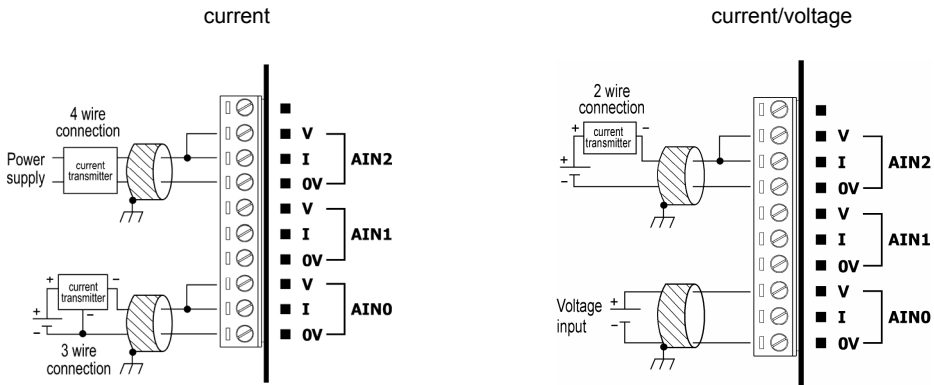 current
4 wire
connection
Power
supply
current
transmitter
V
I
AIN2
0V
V
I
AIN1
0V
V
I
AIN0
0V
+
−
current
transmitter
−
+
−
3 wire
connection
current/voltage
2 wire
connection
+
−
current
transmitter
+
−
V
I
AIN2
0V
V
I
AIN1
0V
Voltage
input
+
−
V
I
AIN0
0V